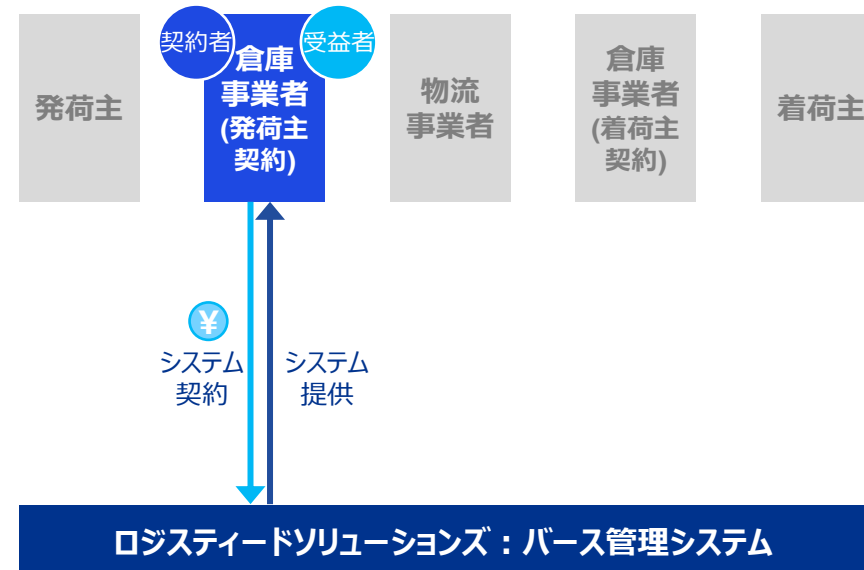 発荷主
契約者
受益者
倉庫
事業者
(発荷主
契約)
物流
事業者
倉庫
事業者
(着荷主
契約)
着荷主
¥
システム
契約
システム
提供
ロジスティードソリューションズ：バース管理システム